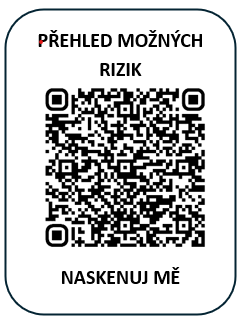 PŘEHLED MOŽNÝCH
RIZIK
NASKENUJ MĚ